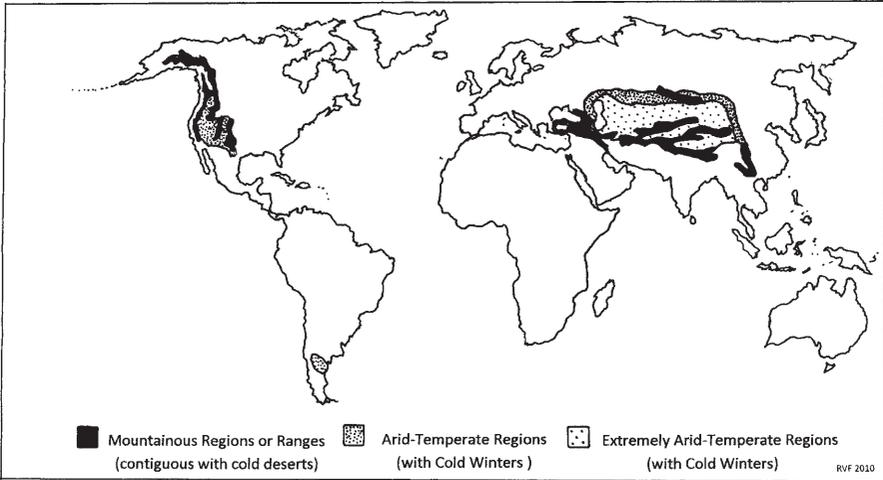 Mountainous Regions or Ranges
(contiguous with cold deserts)
Arid-Temperate Regions
(with Cold Winters )
Extremely Arid-Temperate Regions
(with Cold Winters)
RVF 2010